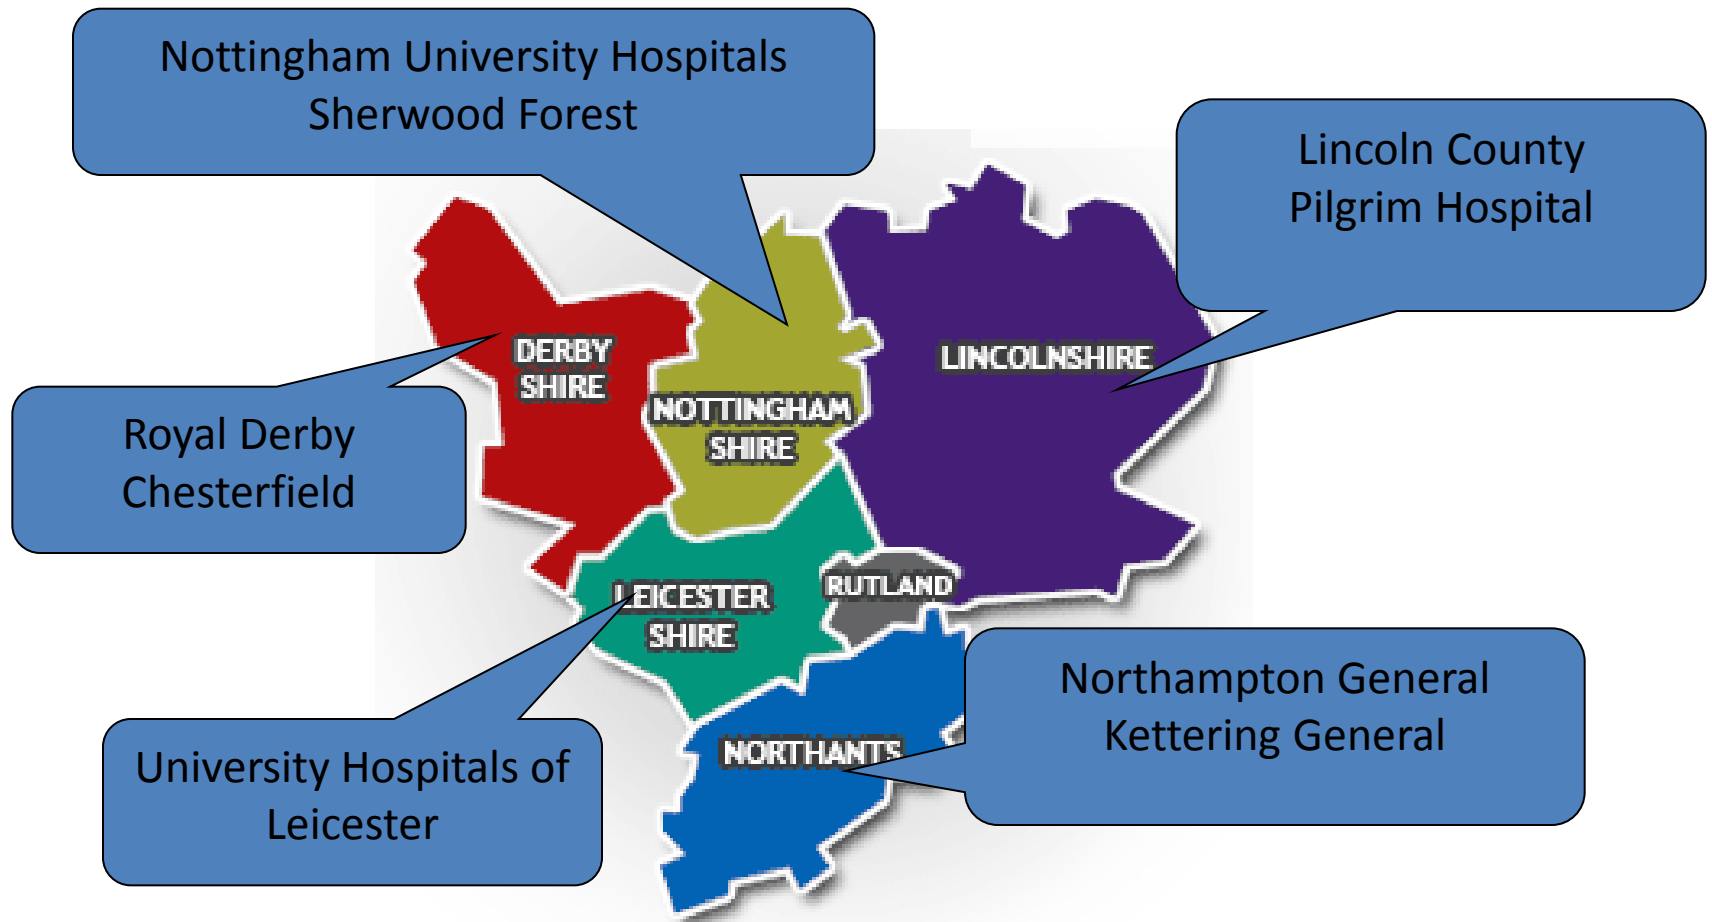 Nottingham University Hospitals
Sherwood Forest
Lincoln County
Pilgrim Hospital
DERBY
SHIRE
LINCOLNSHIRE
NOTTINGHAM
SHIRE
Royal Derby
Chesterfield
LEICESTER
SHIRE
RUTLAND
Northampton General
Kettering General
NORTHANTS
University Hospitals of
Leicester